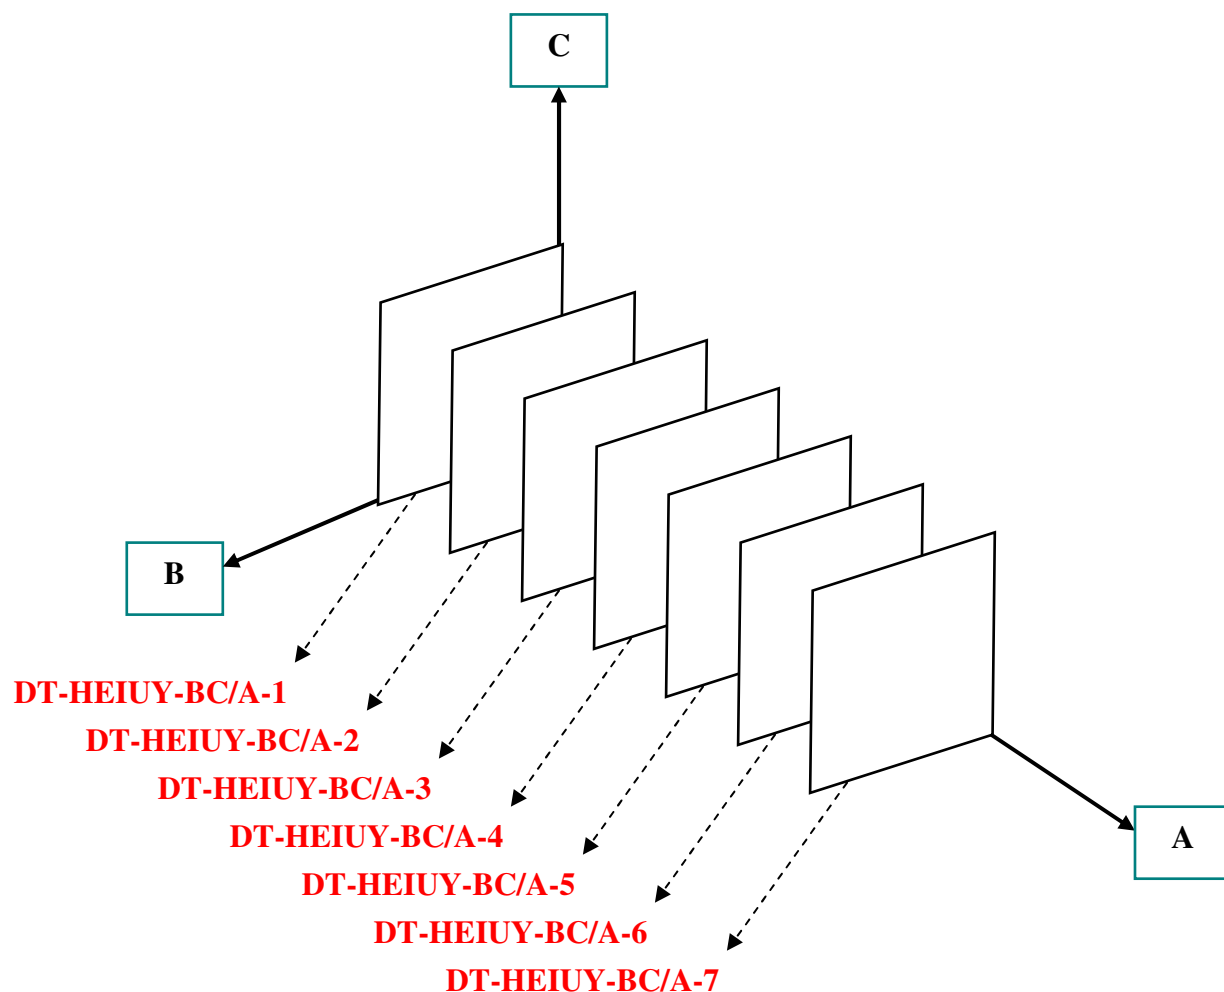 C
B
DT-HEIUY-BC/A-1
DT-HEIUY-BC/A-2
DT-HEIUY-BC/A-3
DT-HEIUY-BC/A-4
A
DT-HEIUY-BC/A-5
DT-HEIUY-BC/A-6
DT-HEIUY-BC/A-7